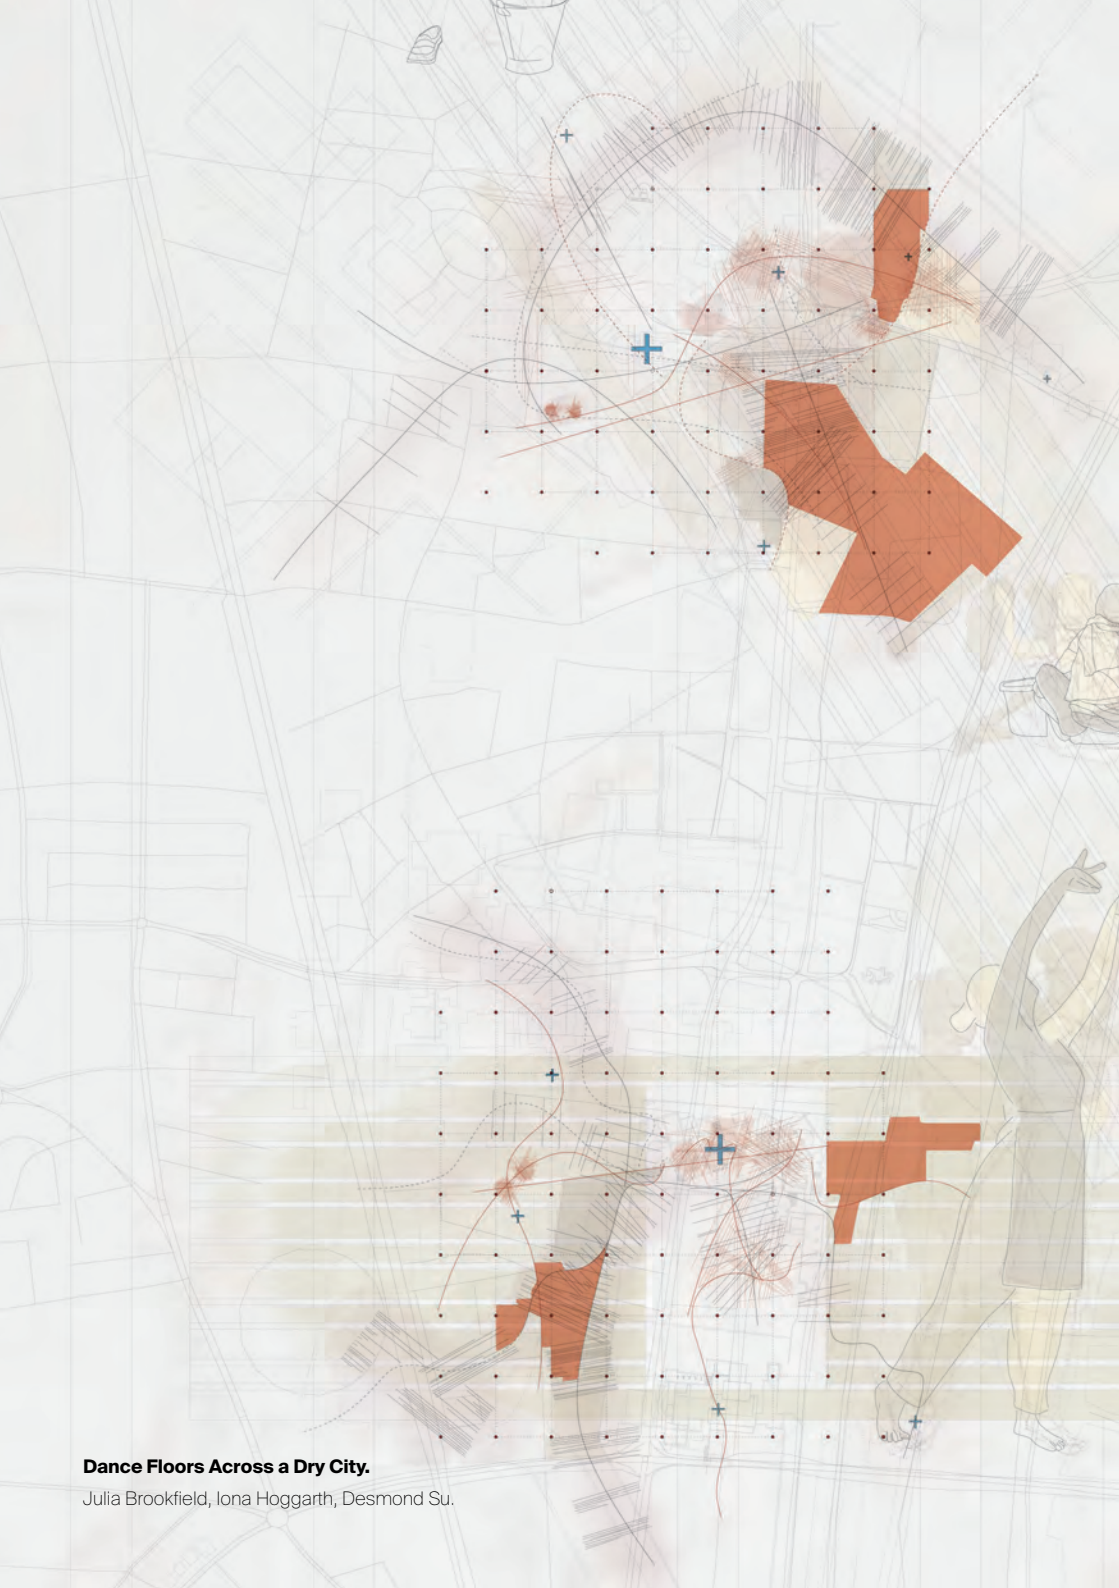 Dance Floors Across a Dry City.
Julia Brookfield, Iona Hoggarth, Desmond Su.